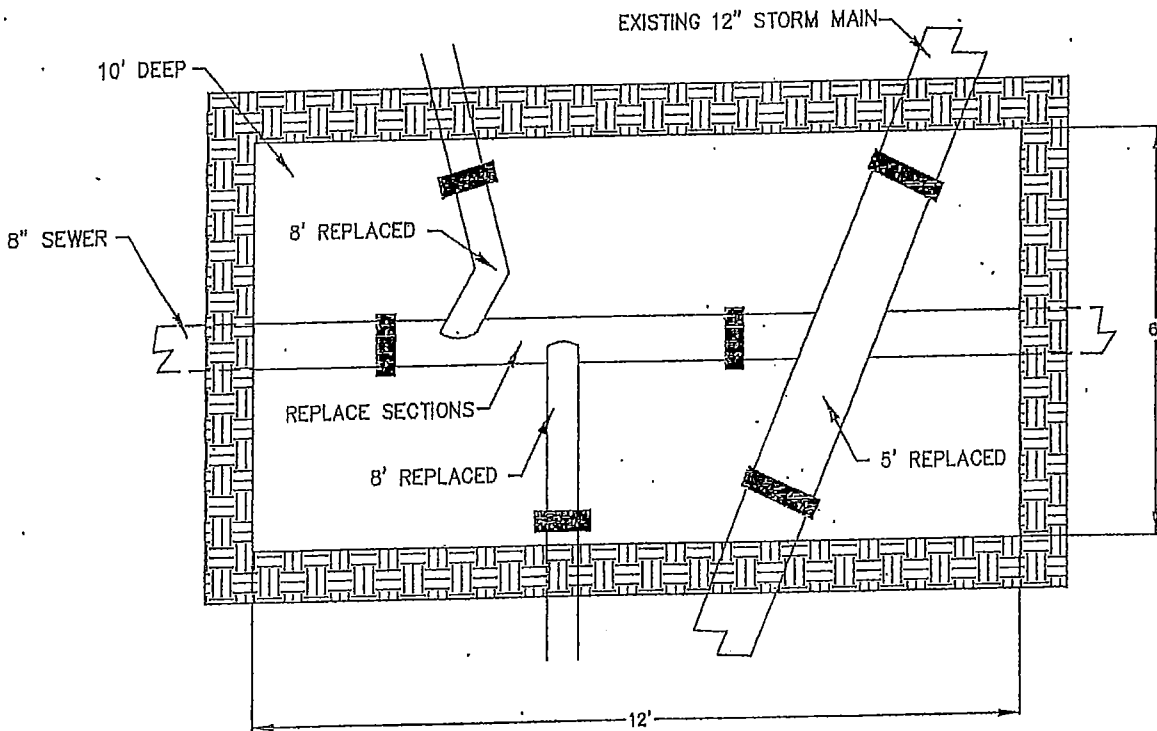 EXISTING 12" STORM MAIN
10' DEEP
8' REPLACED
8" SEWER
6
REPLACE SECTIONS
8' REPLACED
5' REPLACED
12'